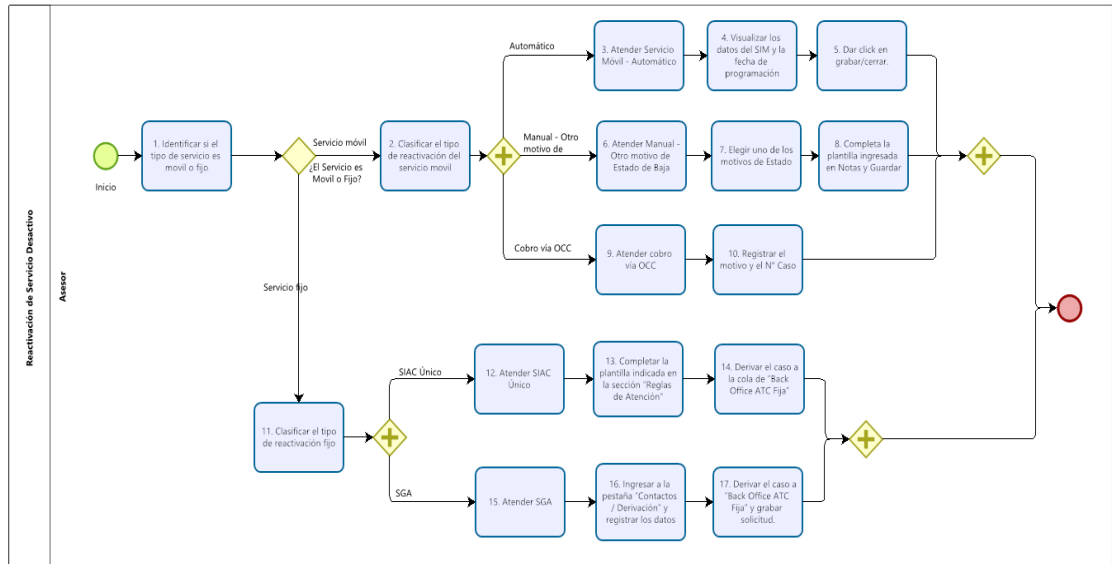 Reactivación de Servicio Desactivo
Asesor
Inicio
1. Identificar si el
tipo de servicio es
movil o fijo
Servicio móvil
¿El Servicio es
Movil o Fijo?
Servicio fijo
2. Clasificar el tipo
de reactivación del
servicio movil
Automático
3. Atender Servicio
Móvil - Automático
4. Visualizar los
datos del SIM y la
fecha de
programación
5. Dar click en
grabar/cerrar.
Manual - Otro
motivo de
6. Atender Manual -
Otro motivo de
Estado de Baja
7. Elegir uno de los
motivos de Estado
8. Completa la
plantilla ingresada
en Notas y Guardar
Cobro vía OCC
9. Atender cobro
vía OCC
10. Registrar el
motivo y el N° Caso
11. Clasificar el tipo
de reactivación fijo
SIAC Único
12. Atender SIAC
Único
13. Completar la
plantilla indicada en
la sección "Reglas
de Atención"
14. Derivar el caso a
la cola de "Back
Office ATC Fija"
SGA
15. Atender SGA
16. Ingresar a la
pestaña "Contactos
/ Derivación" y
registrar los datos
17. Derivar el caso a
"Back Office ATC
Fija" y grabar
solicitud.